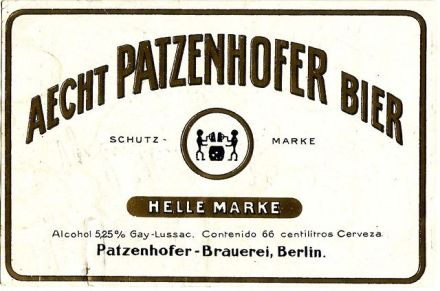 AECHT PATZENHOFER BIER
SCHUTZ - MARKE
HELLE MARKE
Alcohol 5,25% Gay-Lussac. Contenido 66 centilitros Cerveza
Patzenhofer-Brauerei, Berlin.